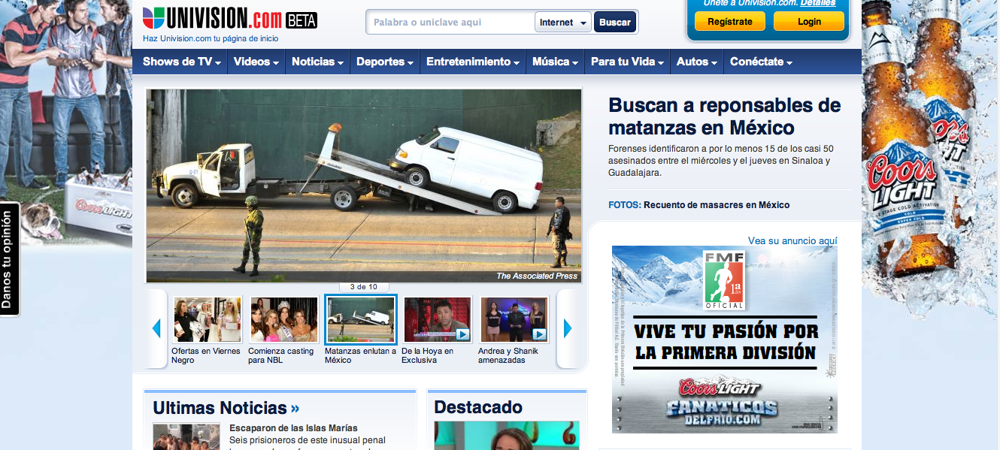 Únete a Univision.com. Detalles
UNIVISION.com BETA
Haz Univision.com tu página de inicio
Palabra o uniclave aquí
Internet
Buscar
Regístrate
Login
Shows de TV
Videos
Noticias
Deportes
Entretenimiento
Música
Para tu Vida
Autos
Conéctate
Danos tu opinión
The Associated Press
3 de 10
Ofertas en Viernes
Negro
Comienza casting
para NBL
Matanzas enlutan a
México
De la Hoya en
Exclusiva
Andrea y Shanik
amenazadas
Buscan a reponsables de
matanzas en México
Forenses identificaron a por lo menos 15 de los casi 50
asesinados entre el miércoles y el jueves en Sinaloa y
Guadalajara.
FOTOS: Recuento de masacres en México
Vea su anuncio aquí
FMF
1a
div
OFICIAL
VIVE TU PASIÓN POR
LA PRIMERA DIVISIÓN
Coors LIGHT
FANATICOS
DELFRIO.COM
Ultimas Noticias »
Escaparon de las Islas Marías
Seis prisioneros de este inusual penal
Destacado
Coors LIGHT
Coors
LIGHT
COLD
SUPER COLD
Coors